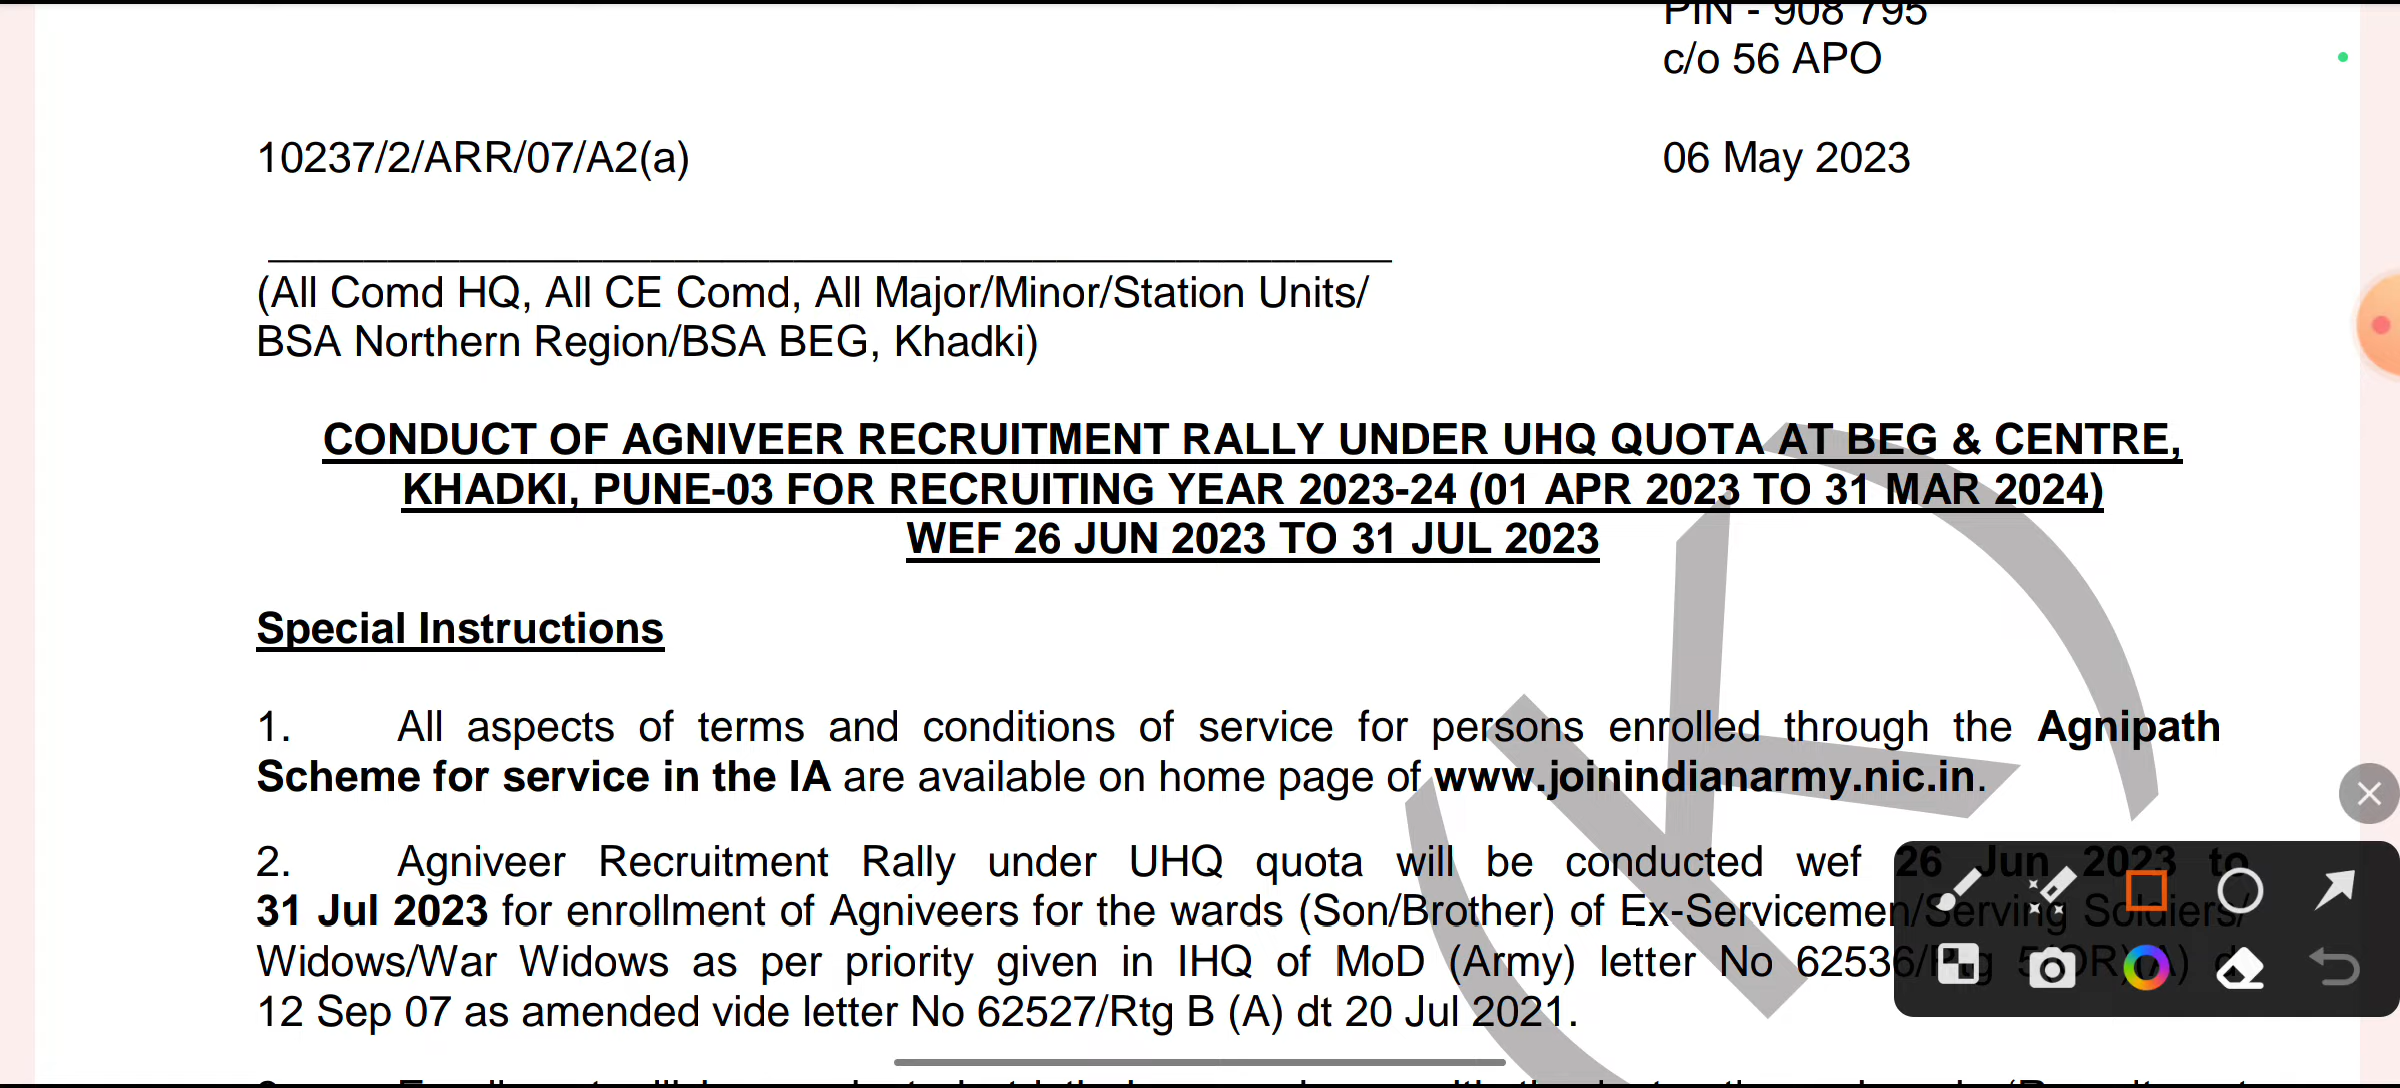 PIN - 908 795
c/o 56 APO
10237/2/ARR/07/A2(a) 06 May 2023
(All Comd HQ, All CE Comd, All Major/Minor/Station Units/
BSA Northern Region/BSA BEG, Khadki)
CONDUCT OF AGNIVEER RECRUITMENT RALLY UNDER UHQ QUOTA AT BEG & CENTRE,
KHADKI, PUNE-03 FOR RECRUITING YEAR 2023-24 (01 APR 2023 TO 31 MAR 2024)
WEF 26 JUN 2023 TO 31 JUL 2023
Special Instructions
1. All aspects of terms and conditions of service for persons enrolled through the Agnipath
Scheme for service in the IA are available on home page of www.joinindianarmy.nic.in.
2. Agniveer Recruitment Rally under UHQ quota will be conducted wef 26 Jun 2023 to
31 Jul 2023 for enrollment of Agniveers for the wards (Son/Brother) of Ex-Servicemen/Serving Soldiers/
Widows/War Widows as per priority given in IHQ of MoD (Army) letter No 62536/
12 Sep 07 as amended vide letter No 62527/Rtg B (A) dt 20 Jul 2021.